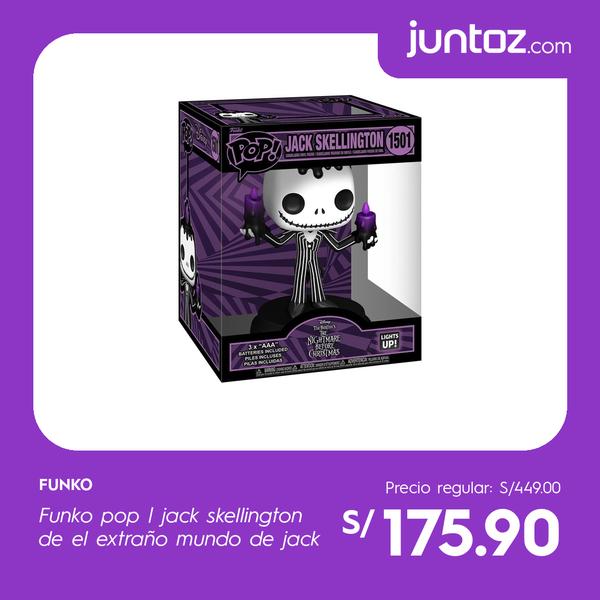 juntoz.com
Funko
POP!
JACK SKELLINGTON
1501
3 x "AAA"
BATTERIES INCLUDED
PILES INCLUSES
PILAS INCLUIDAS
Disney
Tim Burton's
THE
NIGHTMARE
BEFORE
CHRISTMAS
LIGHTS
UP!
FUNKO
Precio regular: S/449.00
Funko pop | jack skellington
de el extraño mundo de jack
S/175.90